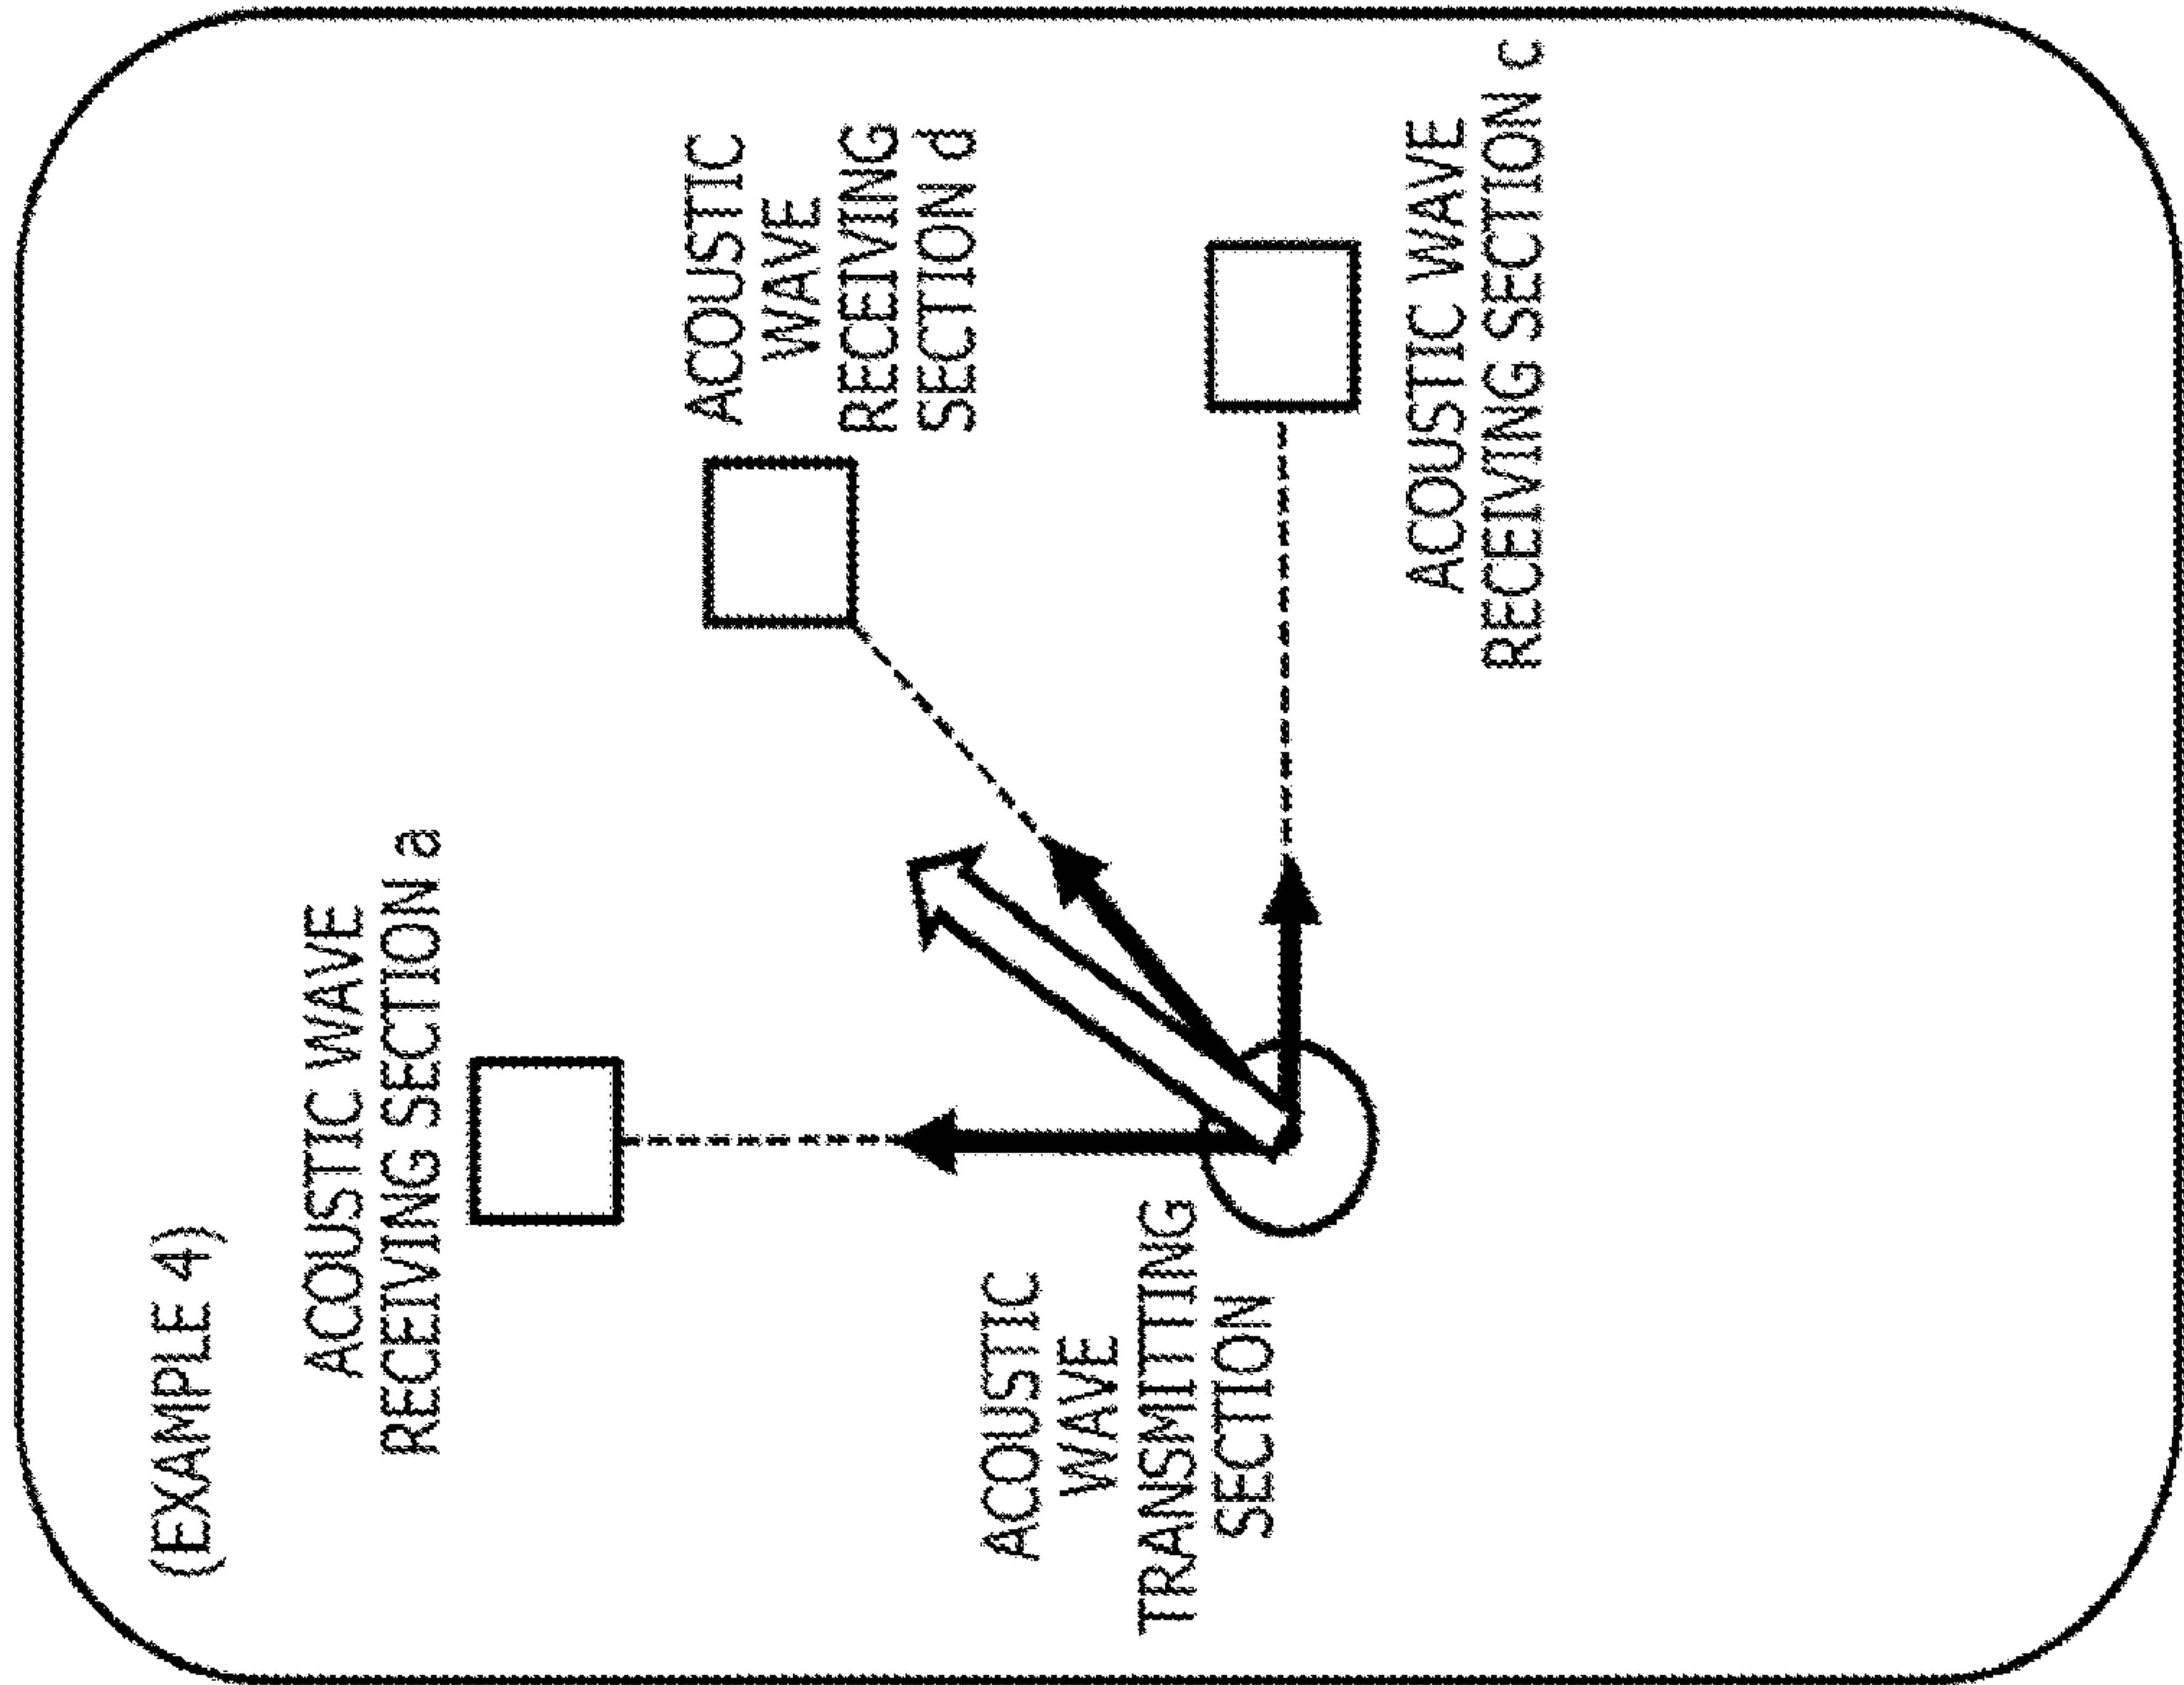 (EXAMPLE 4)
ACOUSTIC WAVE
RECEIVING SECTION a
ACOUSTIC
WAVE
RECEIVING
SECTION d
ACOUSTIC
WAVE
TRANSMITTING
SECTION
ACOUSTIC WAVE
RECEIVING SECTION c